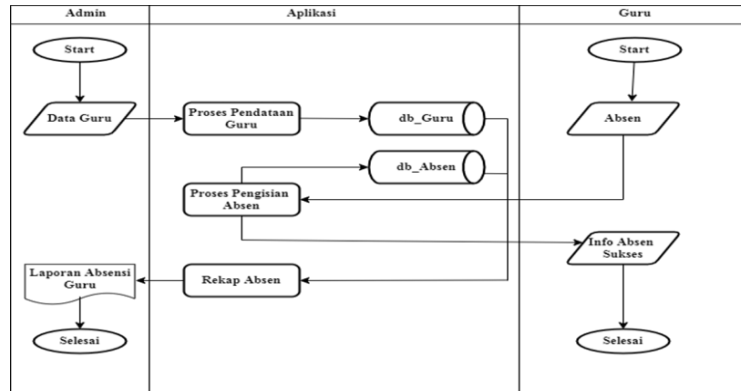 Admin
Aplikasi
Guru
Start
Start
Data Guru
Proses Pendataan
Guru
db_Guru
Absen
db_Absen
Proses Pengisian
Absen
Info Absen
Sukses
Laporan Absensi
Guru
Rekap Absen
Selesai
Selesai